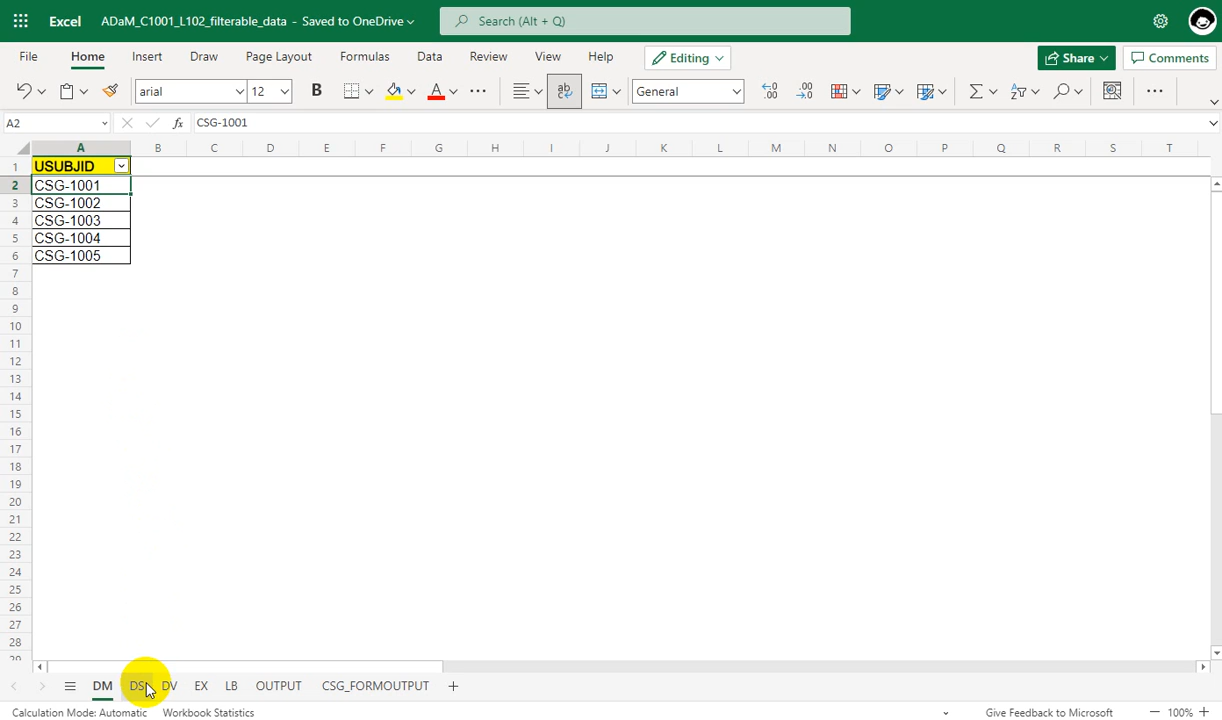 Excel ADaM_C1001_L102_filterable_data - Saved to OneDrive Search (Alt + Q)
File Home Insert Draw Page Layout Formulas Data Review View Help Editing Share Comments
arial 12 B A ab General
A2 fx CSG-1001
A B C D E F G H I J K L M N O P Q R S T
1 USUBJID
2 CSG-1001
3 CSG-1002
4 CSG-1003
5 CSG-1004
6 CSG-1005
7
8
9
10
11
12
13
14
15
16
17
18
19
20
21
22
23
24
25
26
27
28
29
DM DS DV EX LB OUTPUT CSG_FORMOUTPUT
Calculation Mode: Automatic Workbook Statistics Give Feedback to Microsoft 100%